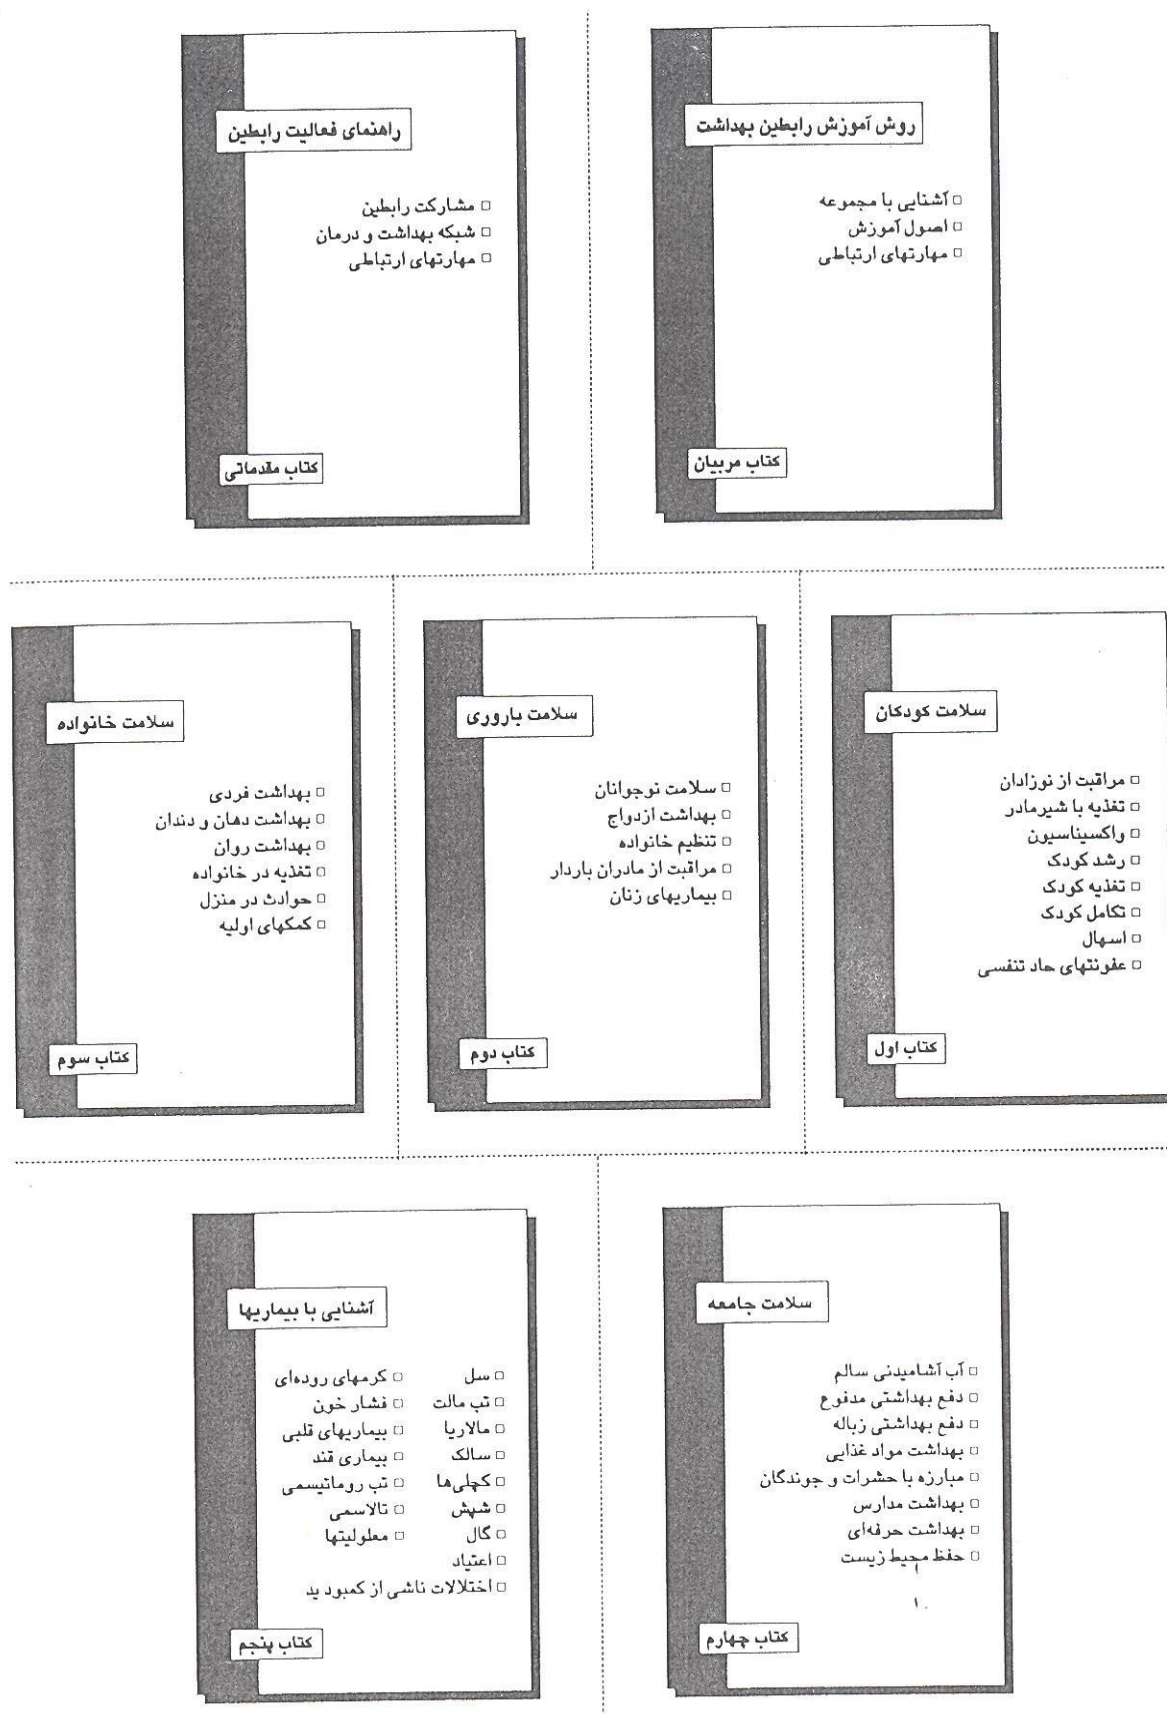 روش آموزش رابطین بهداشت
□ آشنایی با مجموعه
□ اصول آموزش
□ مهارتهای ارتباطی
کتاب مربیان
راهنمای فعالیت رابطین
□ مشارکت رابطین
□ شبکه بهداشت و درمان
□ مهارتهای ارتباطی
کتاب مقدماتی
سلامت کودکان
□ مراقبت از نوزادان
□ تغذیه با شیرمادر
□ واکسیناسیون
□ رشد کودک
□ تغذیه کودک
□ تکامل کودک
□ اسهال
□ عفونتهای حاد تنفسی
کتاب اول
سلامت باروری
□ سلامت نوجوانان
□ بهداشت ازدواج
□ تنظیم خانواده
□ مراقبت از مادران باردار
□ بیماریهای زنان
کتاب دوم
سلامت خانواده
□ بهداشت فردی
□ بهداشت دهان و دندان
□ بهداشت روان
□ تغذیه در خانواده
□ حوادث در منزل
□ کمکهای اولیه
کتاب سوم
سلامت جامعه
□ آب آشامیدنی سالم
□ دفع بهداشتی مدفوع
□ دفع بهداشتی زباله
□ بهداشت مواد غذایی
□ مبارزه با حشرات و جوندگان
□ بهداشت مدارس
□ بهداشت حرفه‌ای
□ حفظ محیط زیست
کتاب چهارم
آشنایی با بیماریها
□ سل
□ تب مالت
□ مالاریا
□ سالک
□ کچلی‌ها
□ شپش
□ گال
□ اعتیاد
□ اختلالات ناشی از کمبود ید
□ کرمهای روده‌ای
□ فشار خون
□ بیماریهای قلبی
□ بیماری قند
□ تب روماتیسمی
□ تالاسمی
□ معلولیتها
کتاب پنجم